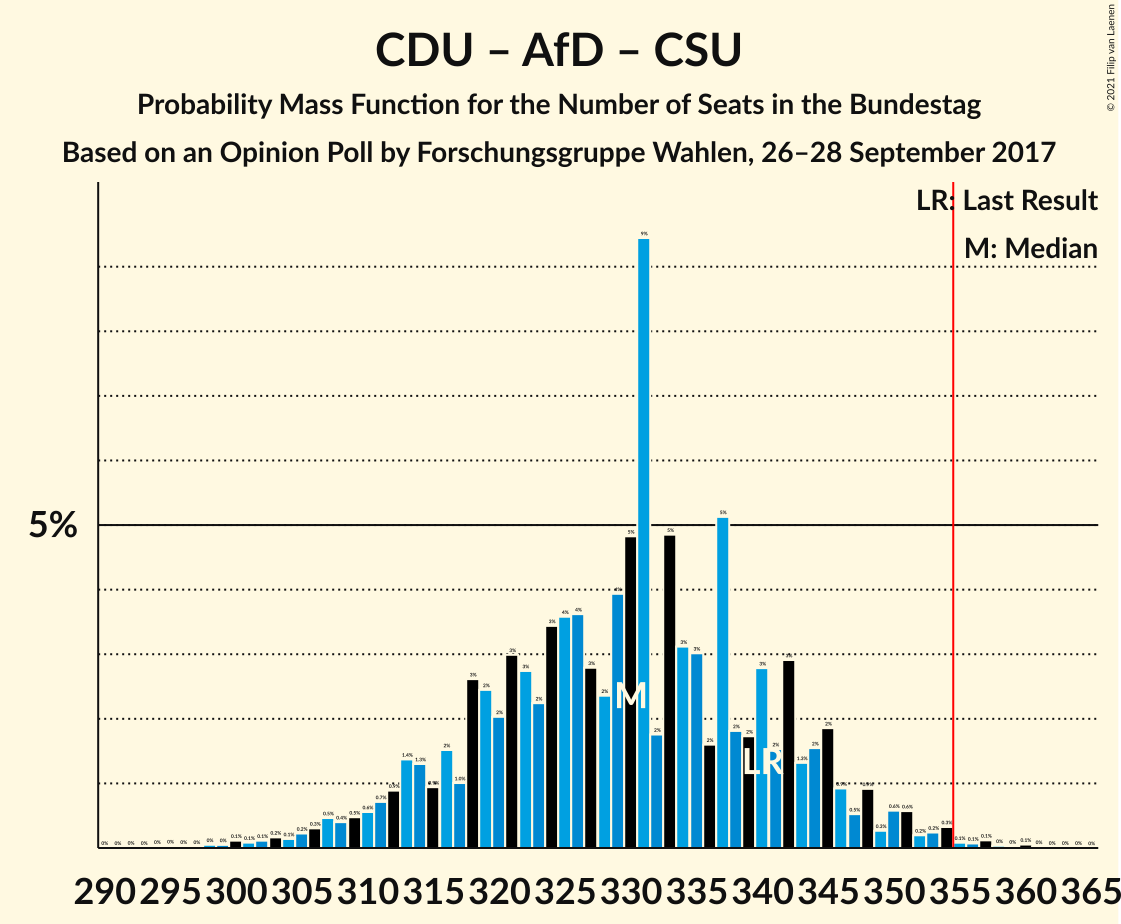 CDU – AfD – CSU
Probability Mass Function for the Number of Seats in the Bundestag
Based on an Opinion Poll by Forschungsgruppe Wahlen, 26–28 September 2017
© 2021 Filip van Laenen
LR: Last Result
M: Median
5%
M
LR
290 295 300 305 310 315 320 325 330 335 340 345 350 355 360 365